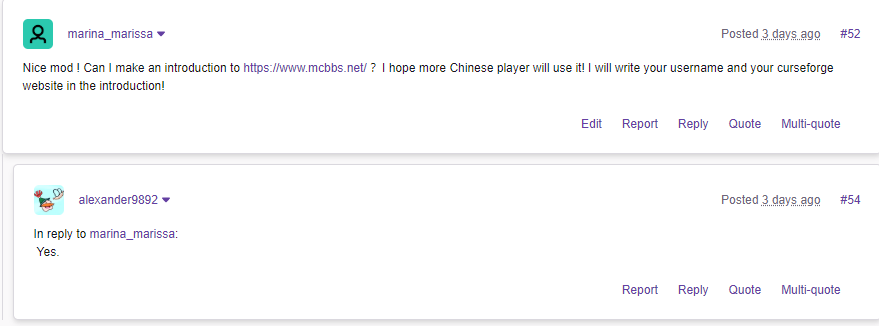 marina_marissa
Posted 3 days ago
#52
Nice mod ! Can I make an introduction to https://www.mcbbs.net/ ？ I hope more Chinese player will use it! I will write your username and your curseforge
website in the introduction!
Edit Report Reply Quote Multi-quote
alexander9892
Posted 3 days ago
#54
In reply to marina_marissa:
Yes.
Report Reply Quote Multi-quote